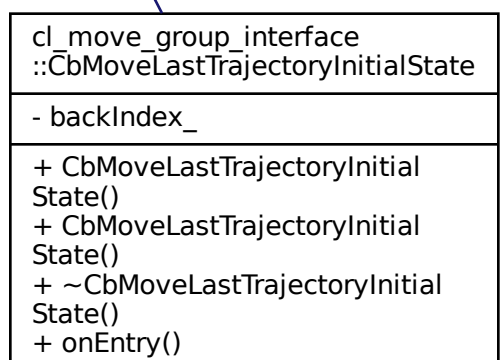 cl_move_group_interface
::CbMoveLastTrajectoryInitialState
- backIndex_
+ CbMoveLastTrajectoryInitial
State()
+ CbMoveLastTrajectoryInitial
State()
+ ~CbMoveLastTrajectoryInitial
State()
+ onEntry()